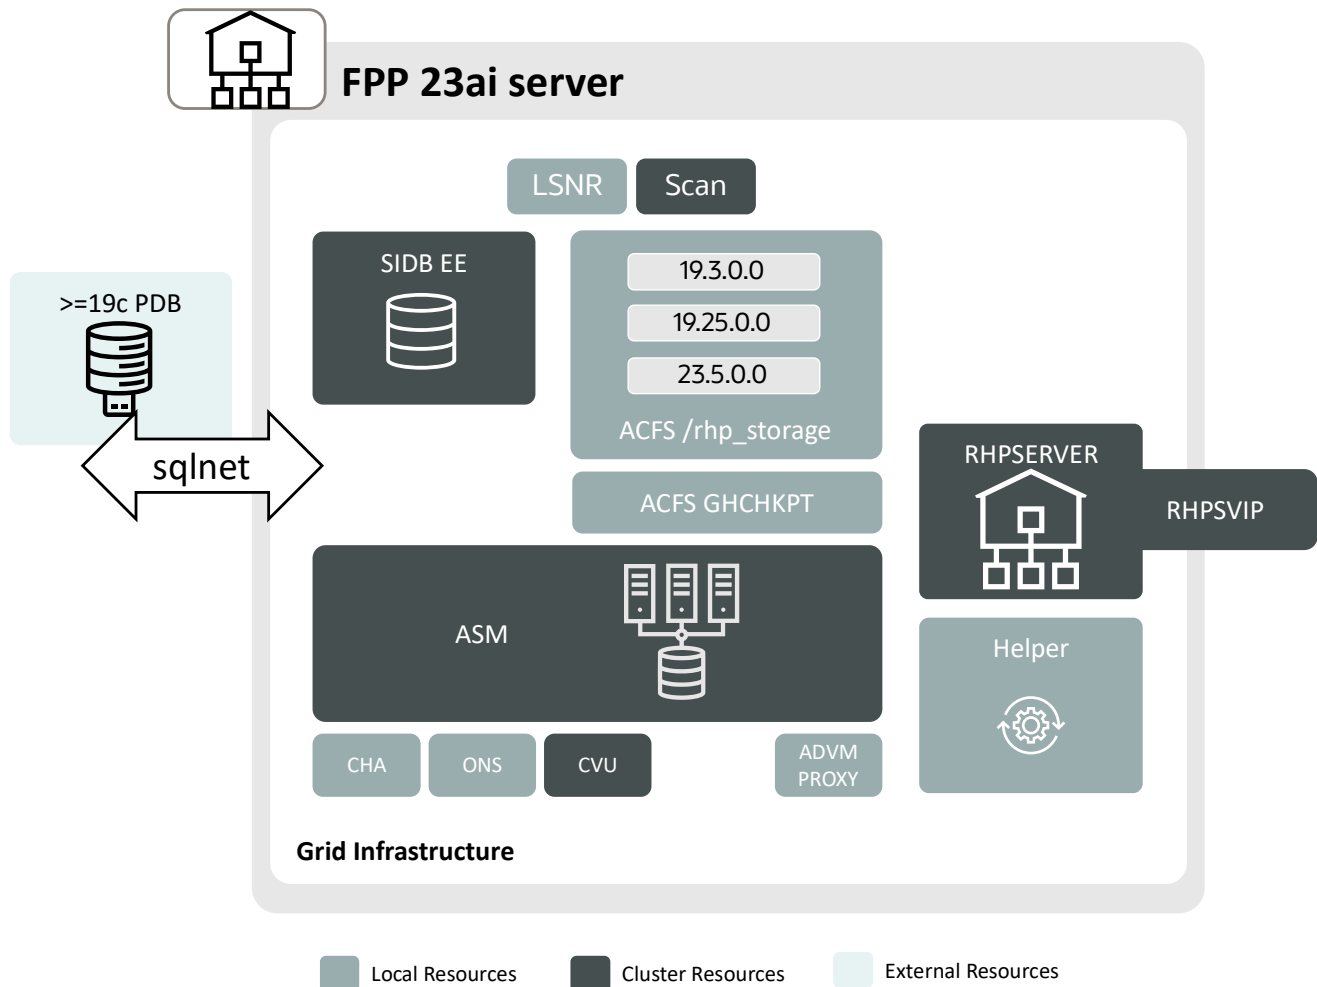 FPP 23ai server
LSNR
Scan
SIDB EE
19.3.0.0
19.25.0.0
23.5.0.0
ACFS /rhp_storage
>=19c PDB
sqlnet
ACFS GHCHKPT
RHPSERVER
RHPSVIP
ASM
Helper
CHA
ONS
CVU
ADVM
PROXY
Grid Infrastructure
Local Resources
Cluster Resources
External Resources